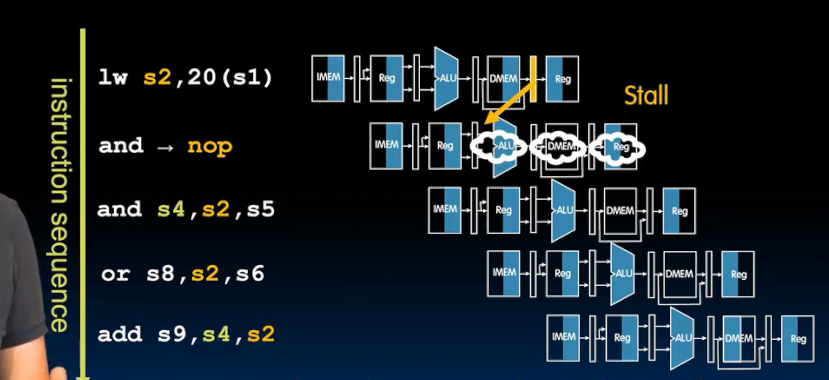 instruction sequence
lw s2,20(s1)
IMEM Reg ALU DMEM Reg
Stall
and → nop
IMEM Reg ALU DMEM Reg
and s4,s2,s5
IMEM Reg ALU DMEM Reg
or s8,s2,s6
IMEM Reg ALU DMEM Reg
add s9,s4,s2
IMEM Reg ALU DMEM Reg